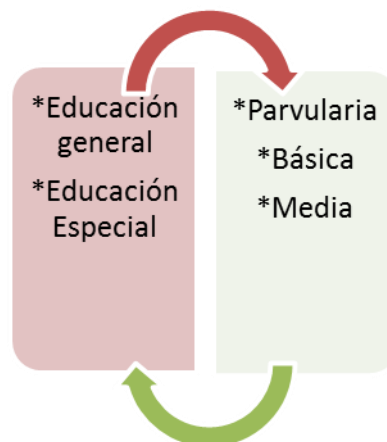 *Educación
general
*Educación
Especial
*Parvularia
*Básica
*Media